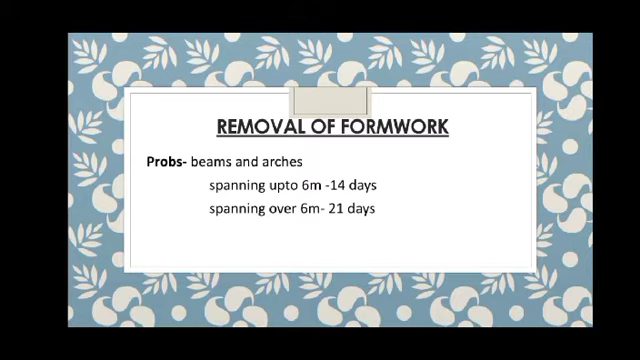 REMOVAL OF FORMWORK
Probs- beams and arches
spanning upto 6m -14 days
spanning over 6m- 21 days